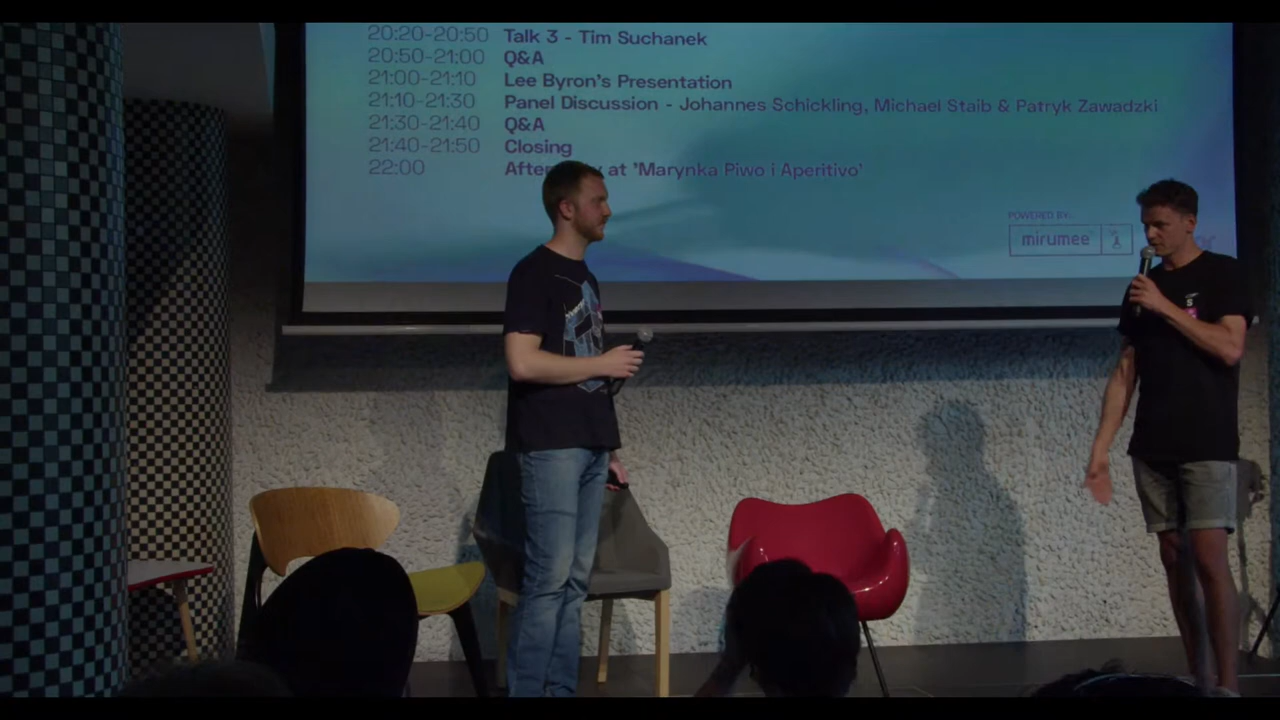 20:20-20:50 Talk 3 - Tim Suchanek
20:50-21:00 Q&A
21:00-21:10 Lee Byron's Presentation
21:10-21:30 Panel Discussion - Johannes Schickling, Michael Staib & Patryk Zawadzki
21:30-21:40 Q&A
21:40-21:50 Closing
22:00 at 'Marynka Piwo i Aperitivo'
POWERED BY:
mirumee